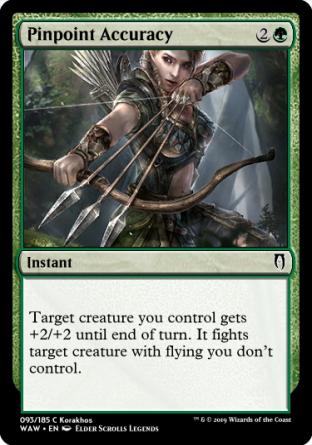 Pinpoint Accuracy 2
Instant
Target creature you control gets
+2/+2 until end of turn. It fights
target creature with flying you don't
control.
093/185 C Korakhos
WAW • EN ELDER SCROLLS LEGENDS
™ & © 2019 Wizards of the Coast